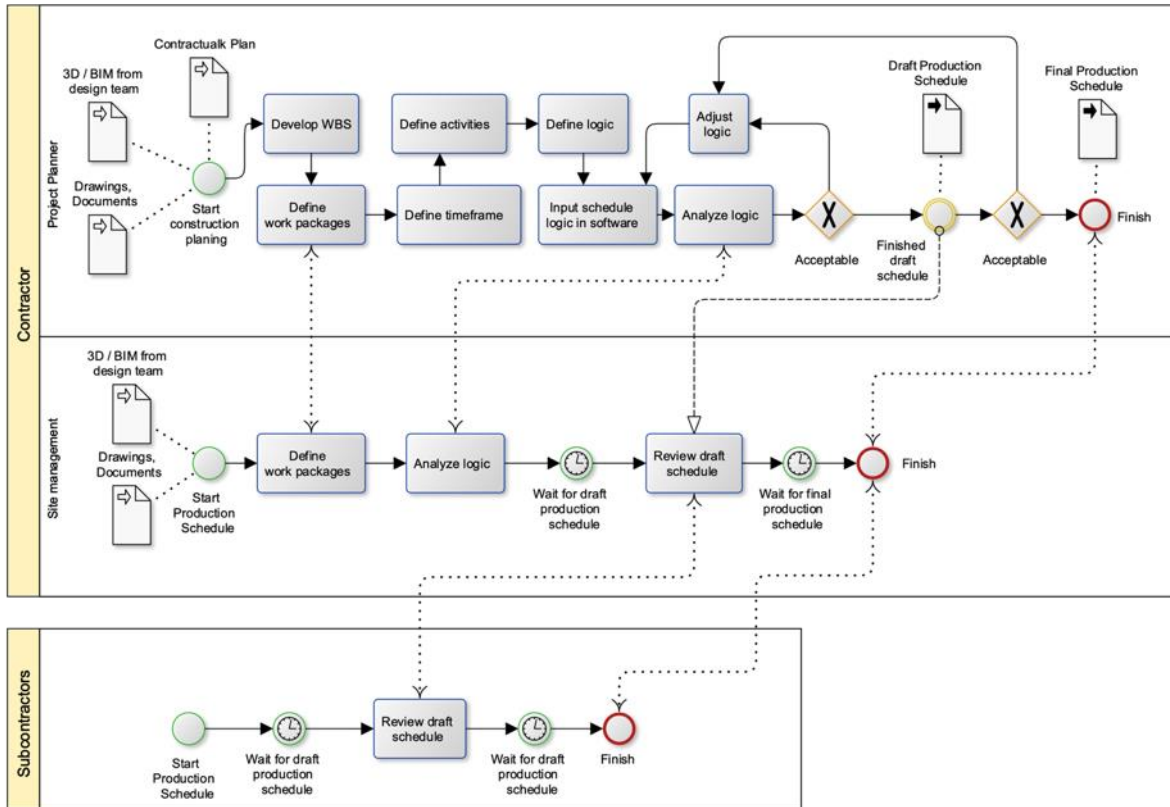 Contractor
Project Planner
Contractualk Plan
3D / BIM from
design team
Drawings,
Documents
Start
construction
planing
Develop WBS
Define
work packages
Define activities
Define timeframe
Define logic
Input schedule
logic in software
Adjust
logic
Analyze logic
X
Acceptable
Draft Production
Schedule
Finished
draft
schedule
X
Acceptable
Final Production
Schedule
Finish
Site management
3D / BIM from
design team
Drawings,
Documents
Start
Production
Schedule
Define
work packages
Analyze logic
Wait for draft
production
schedule
Review draft
schedule
Wait for final
production
schedule
Finish
Subcontractors
Start
Production
Schedule
Wait for draft
production
schedule
Review draft
schedule
Wait for draft
production
schedule
Finish